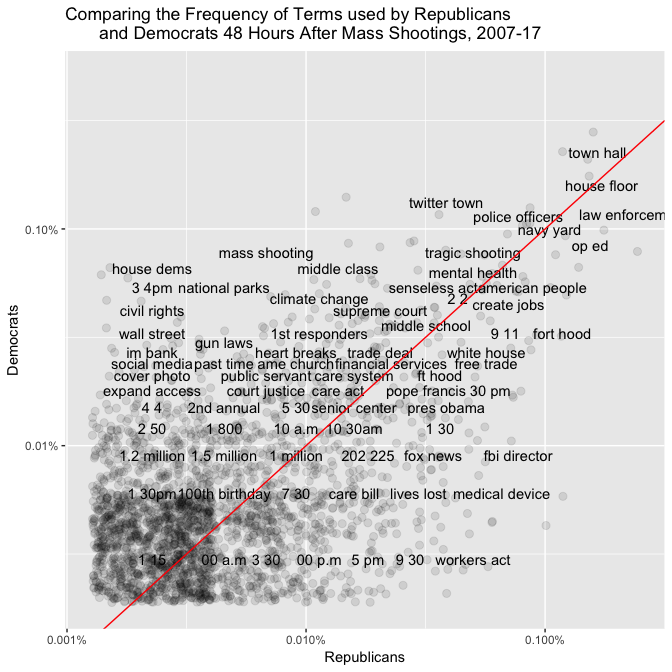 Comparing the Frequency of Terms used by Republicans
and Democrats 48 Hours After Mass Shootings, 2007-17
town hall
house floor
twitter town
police officers
law enforcem
0.10%
navy yard
op ed
mass shooting
tragic shooting
house dems
middle class
mental health
3 4pm
national parks
senseless act
american people
climate change
2 2
create jobs
civil rights
supreme court
middle school
wall street
1st responders
9 11
fort hood
gun laws
im bank
heart breaks
trade deal
white house
social media
past time
ame church
financial services
free trade
cover photo
public servant
care system
ft hood
expand access
court justice
care act
pope francis
30 pm
4 4
2nd annual
5 30
senior center
pres obama
0.01%
2 50
1 800
10 a.m
10 30am
1 30
1.2 million
1.5 million
1 million
202 225
fox news
fbi director
1 30pm
100th birthday
7 30
care bill
lives lost
medical device
1 15
00 a.m
3 30
00 p.m
5 pm
9 30
workers act
Democrats
0.001%
0.010%
0.100%
Republicans